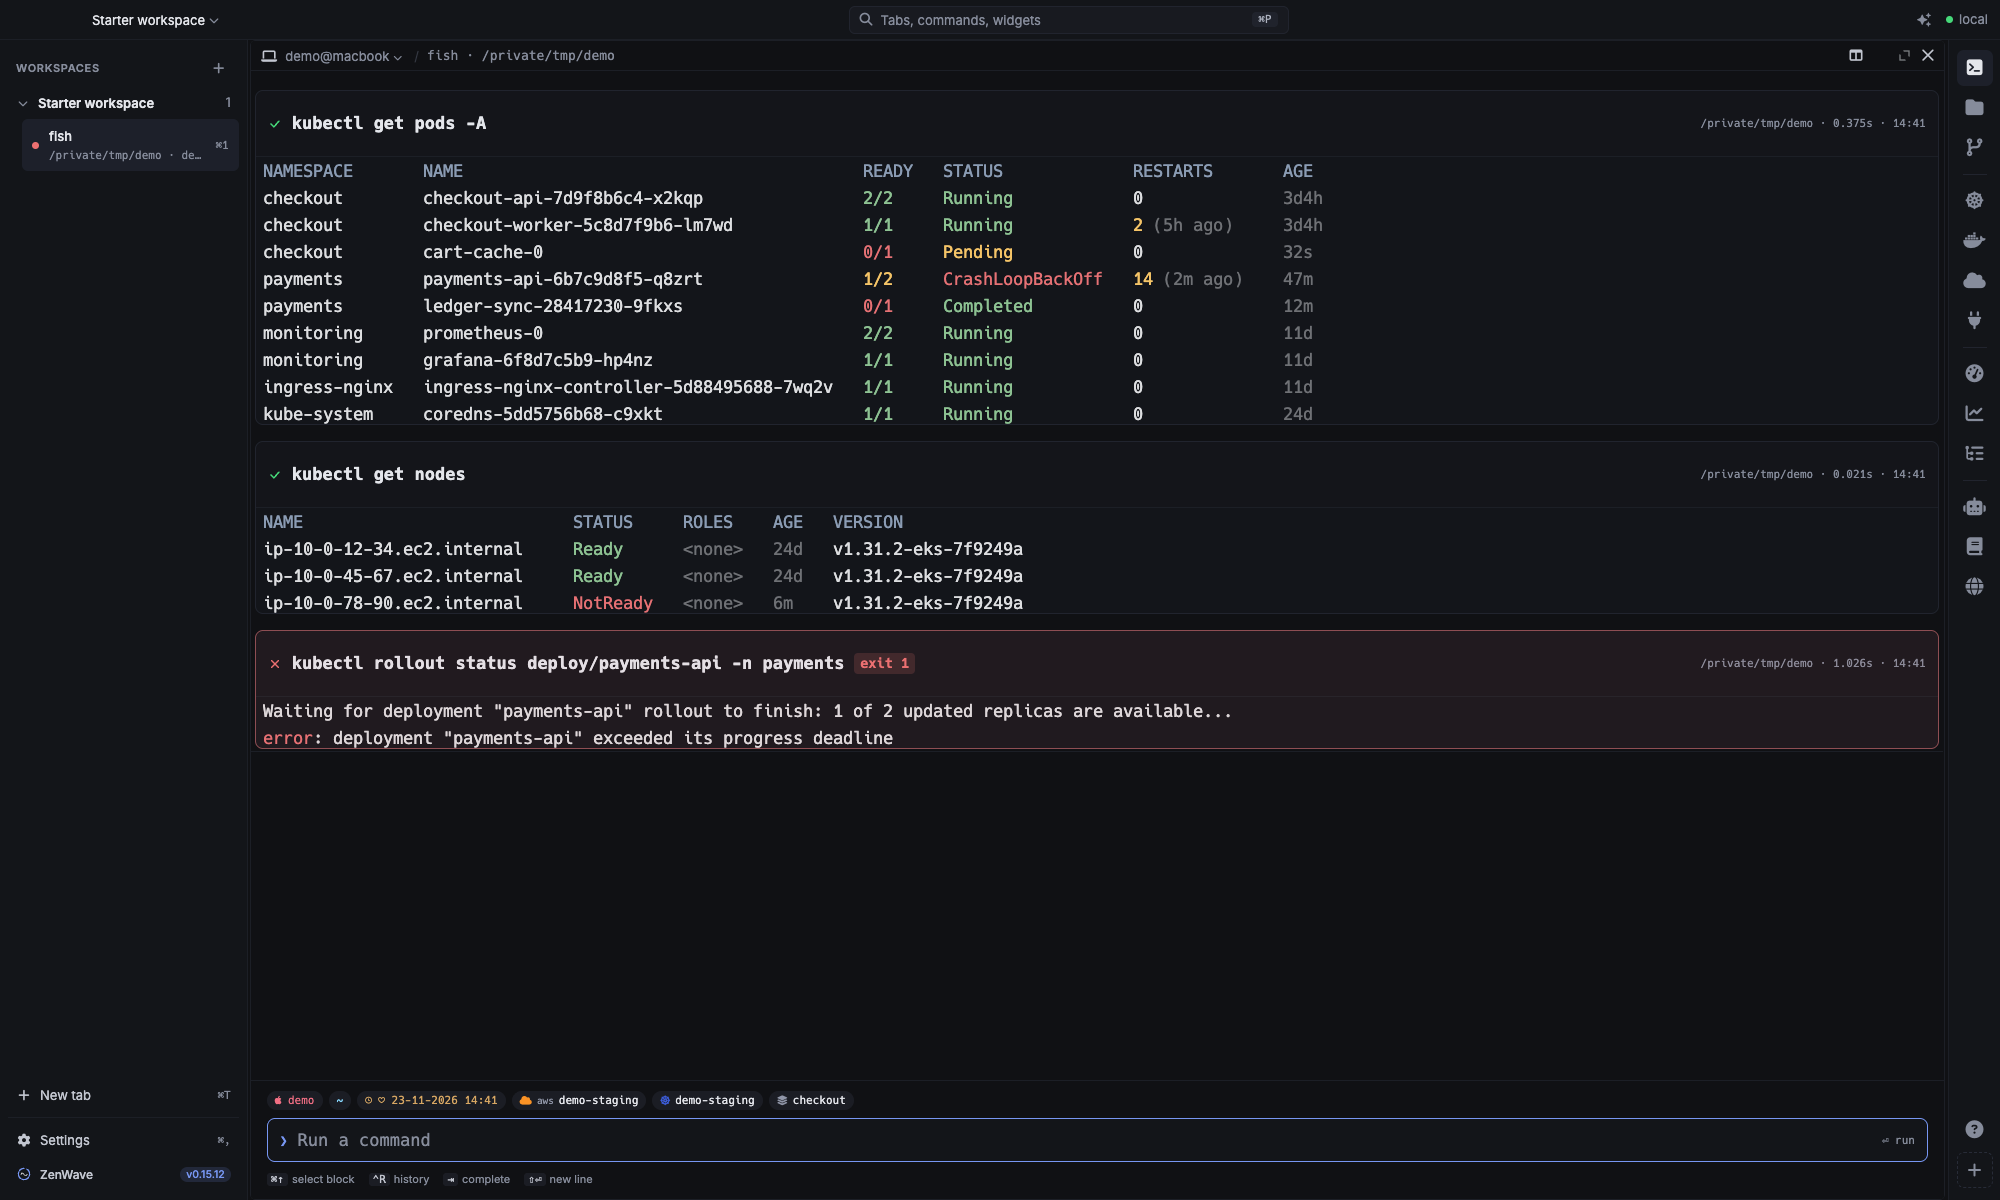 Starter workspace
Tabs, commands, widgets ⌘P
local
WORKSPACES +
Starter workspace 1
fish
/private/tmp/demo · de… ⌘1
demo@macbook / fish · /private/tmp/demo
✓ kubectl get pods -A /private/tmp/demo · 0.375s · 14:41
NAMESPACE NAME READY STATUS RESTARTS AGE
checkout checkout-api-7d9f8b6c4-x2kqp 2/2 Running 0 3d4h
checkout checkout-worker-5c8d7f9b6-lm7wd 1/1 Running 2 (5h ago) 3d4h
checkout cart-cache-0 0/1 Pending 0 32s
payments payments-api-6b7c9d8f5-q8zrt 1/2 CrashLoopBackOff 14 (2m ago) 47m
payments ledger-sync-28417230-9fkxs 0/1 Completed 0 12m
monitoring prometheus-0 2/2 Running 0 11d
monitoring grafana-6f8d7c5b9-hp4nz 1/1 Running 0 11d
ingress-nginx ingress-nginx-controller-5d88495688-7wq2v 1/1 Running 0 11d
kube-system coredns-5dd5756b68-c9xkt 1/1 Running 0 24d
✓ kubectl get nodes /private/tmp/demo · 0.021s · 14:41
NAME STATUS ROLES AGE VERSION
ip-10-0-12-34.ec2.internal Ready <none> 24d v1.31.2-eks-7f9249a
ip-10-0-45-67.ec2.internal Ready <none> 24d v1.31.2-eks-7f9249a
ip-10-0-78-90.ec2.internal NotReady <none> 6m v1.31.2-eks-7f9249a
✕ kubectl rollout status deploy/payments-api -n payments exit 1 /private/tmp/demo · 1.026s · 14:41
Waiting for deployment "payments-api" rollout to finish: 1 of 2 updated replicas are available...
error: deployment "payments-api" exceeded its progress deadline
+ New tab ⌘T
Settings ⌘,
ZenWave v0.15.12
demo ~ 23-11-2026 14:41 aws demo-staging demo-staging checkout
❯ Run a command ⏎ run
⌘↑ select block ^R history ⇥ complete ⇧⏎ new line